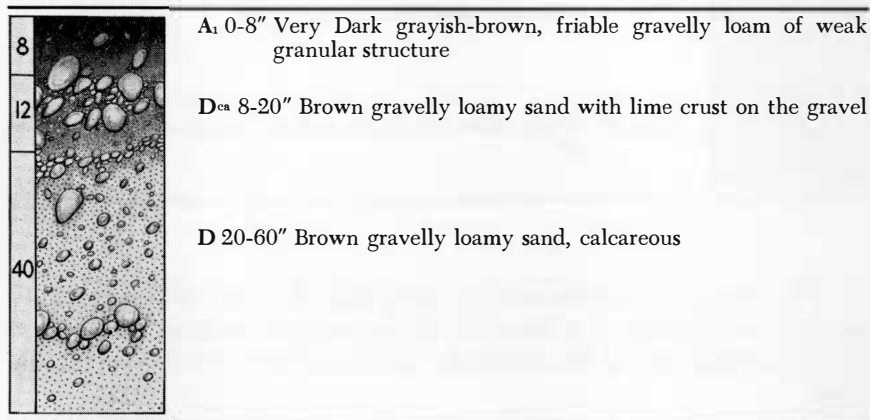 8
A₁ 0-8″ Very Dark grayish-brown, friable gravelly loam of weak
granular structure
12
Dᶜᵃ 8-20″ Brown gravelly loamy sand with lime crust on the gravel
D 20-60″ Brown gravelly loamy sand, calcareous
40